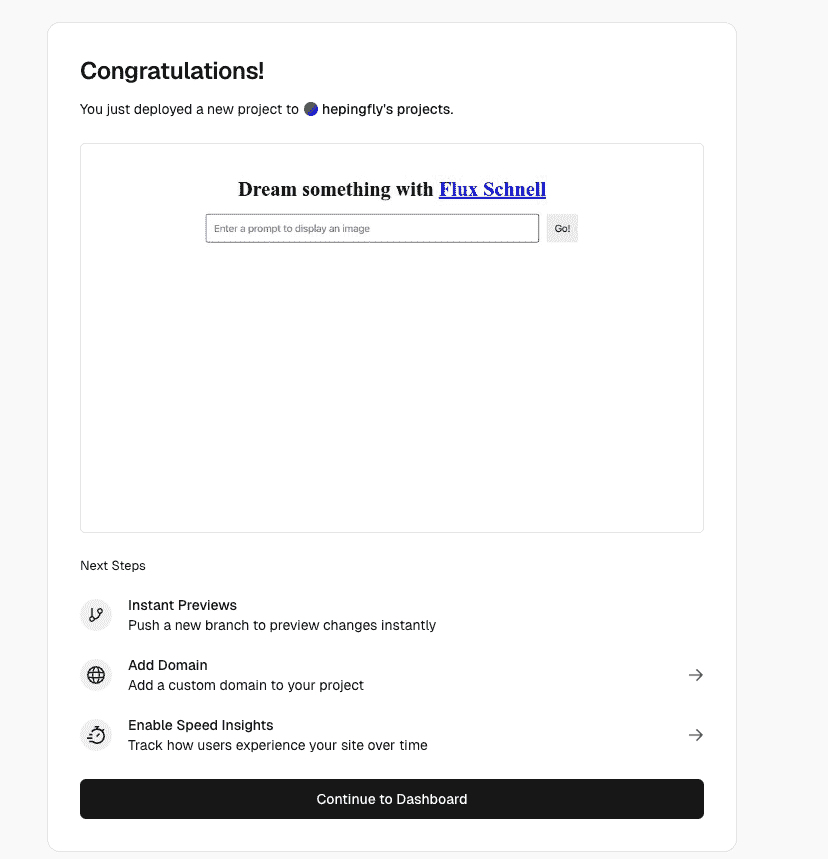 Congratulations!
You just deployed a new project to hepingfly's projects.
Dream something with Flux Schnell
Enter a prompt to display an image
Go!
Next Steps
Instant Previews
Push a new branch to preview changes instantly
Add Domain
Add a custom domain to your project
Enable Speed Insights
Track how users experience your site over time
Continue to Dashboard